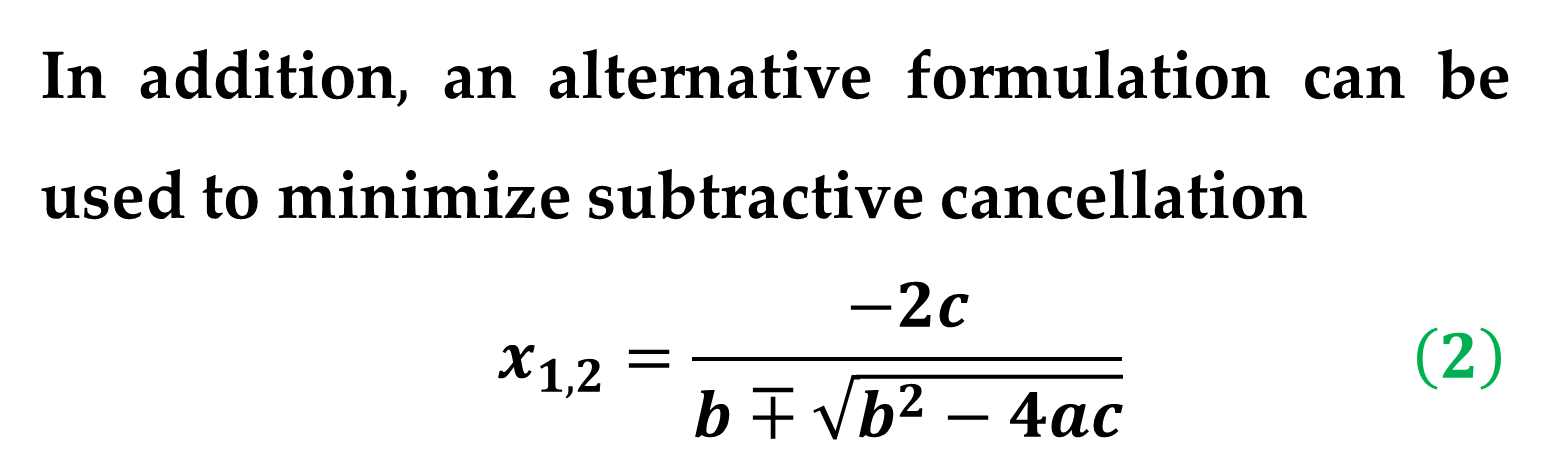 In addition, an alternative formulation can be
used to minimize subtractive cancellation
x₁,₂ = −2c / (b ∓ √(b² − 4ac)) (2)